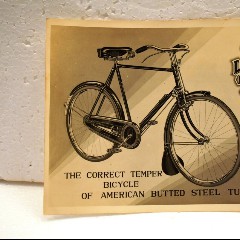 THE CORRECT TEMPER
BICYCLE
OF AMERICAN BUTTED STEEL TU